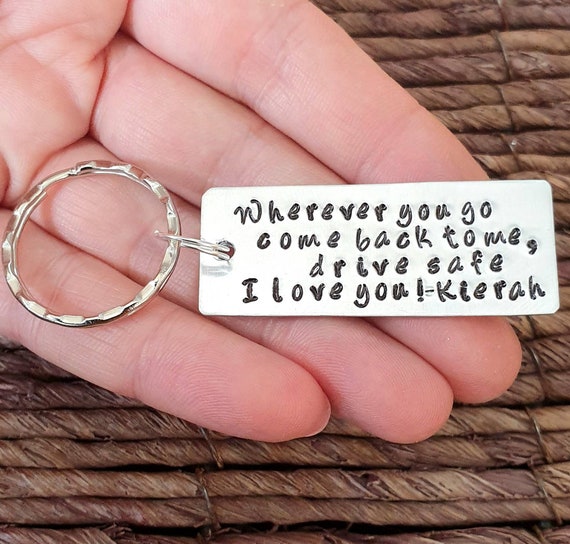 Wherever you go
come back to me,
drive safe
I love you!-Kierah